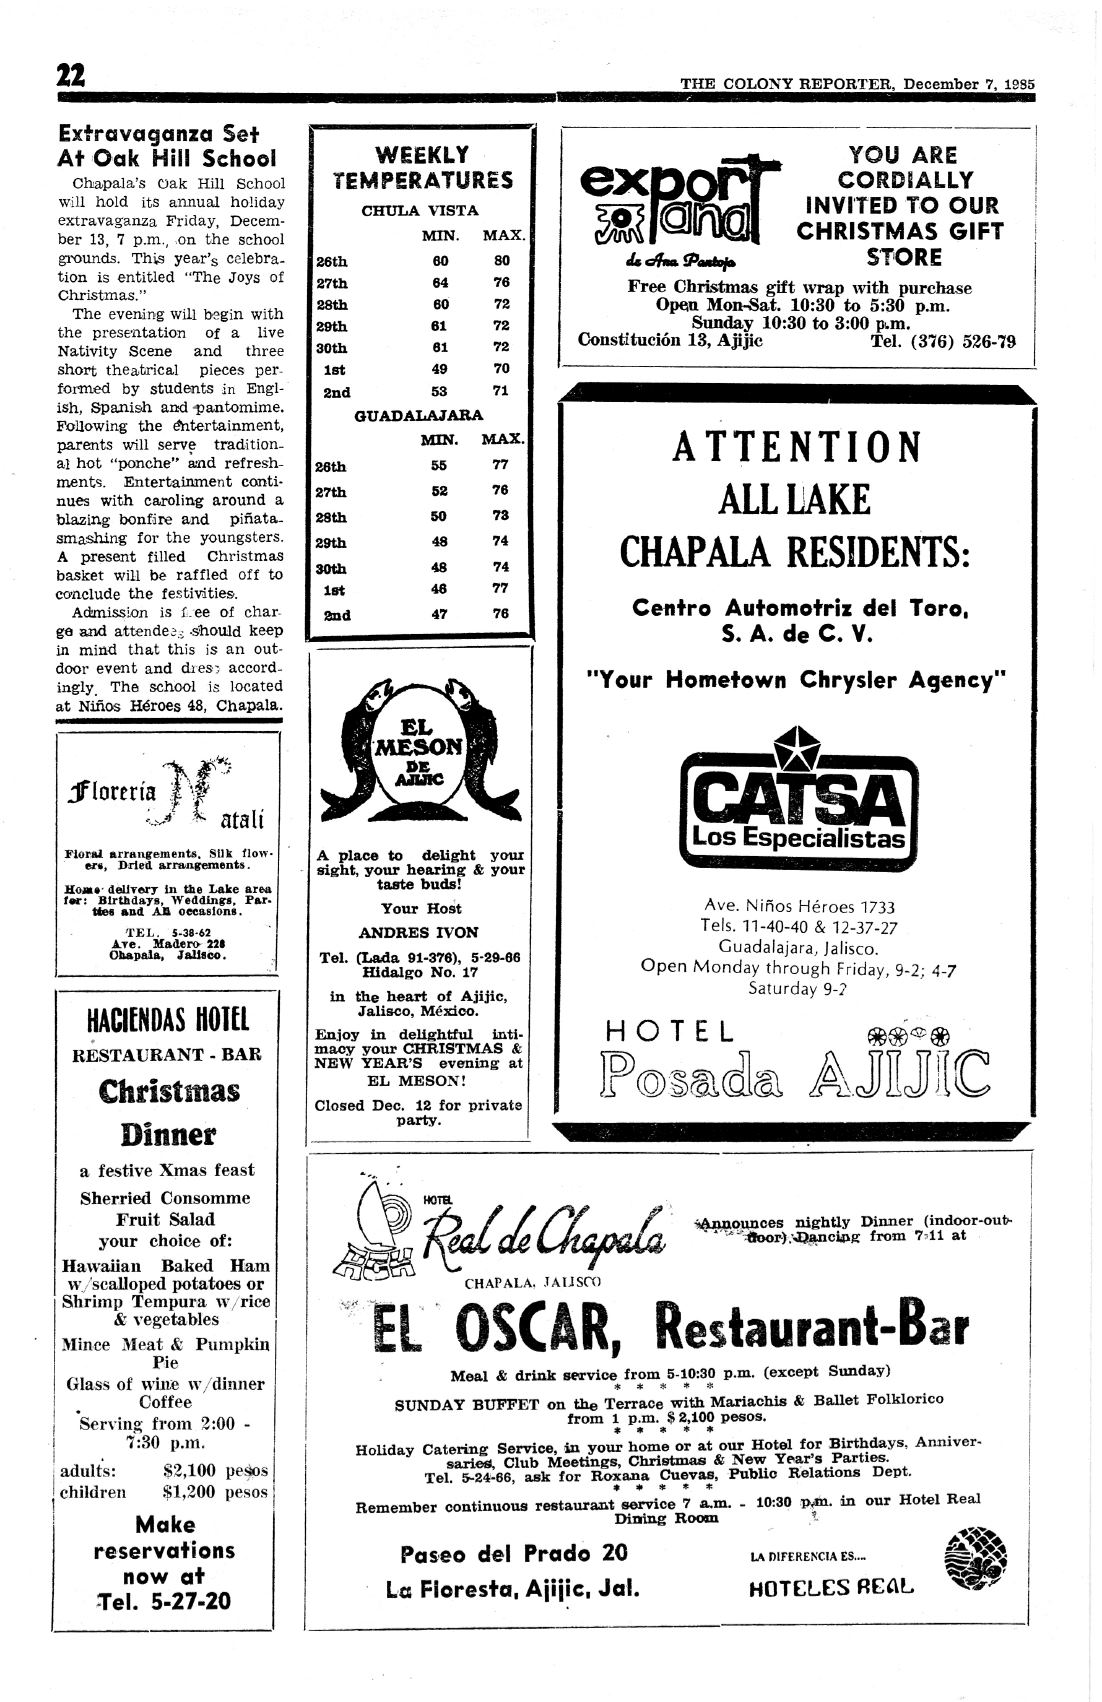 22
THE COLONY REPORTER, December 7, 1985
Extravaganza Set
At Oak Hill School
Chapala's Oak Hill School
will hold its annual holiday
extravaganza Friday, Decem-
ber 13, 7 p.m., on the school
grounds. This year's celebra-
tion is entitled "The Joys of
Christmas."
The evening will begin with
the presentation of a live
Nativity Scene and three
short theatrical pieces per-
formed by students in Engl-
ish, Spanish and pantomime.
Following the entertainment,
parents will serve tradition-
al hot "ponche" and refresh-
ments. Entertainment conti-
nues with caroling around a
blazing bonfire and piñata-
smashing for the youngsters.
A present filled Christmas
basket will be raffled off to
conclude the festivities.
Admission is free of char-
ge and attendees should keep
in mind that this is an out-
door event and dress accord-
ingly. The school is located
at Niños Héroes 48, Chapala.
Florería Natalí
Floral arrangements, Silk flow-
ers, Dried arrangements.
Home delivery in the Lake area
for: Birthdays, Weddings, Par-
ties and All occasions.
TEL. 5-38-62
Ave. Madero 228
Chapala, Jalisco.
HACIENDAS HOTEL
RESTAURANT - BAR
Christmas
Dinner
a festive Xmas feast
Sherried Consomme
Fruit Salad
your choice of:
Hawaiian Baked Ham
w/scalloped potatoes or
Shrimp Tempura w/rice
& vegetables
Mince Meat & Pumpkin
Pie
Glass of wine w/dinner
Coffee
Serving from 2:00 -
7:30 p.m.
adults: $2,100 pesos
children $1,200 pesos
Make
reservations
now at
Tel. 5-27-20
WEEKLY
TEMPERATURES
CHULA VISTA
MIN. MAX.
26th 60 80
27th 64 76
28th 60 72
29th 61 72
30th 61 72
1st 49 70
2nd 53 71
GUADALAJARA
MIN. MAX.
26th 55 77
27th 52 76
28th 50 73
29th 48 74
30th 48 74
1st 46 77
2nd 47 76
EL
MESON
DE
AJIJIC
A place to delight your
sight, your hearing & your
taste buds!
Your Host
ANDRES IVON
Tel. (Lada 91-376), 5-29-66
Hidalgo No. 17
in the heart of Ajijic,
Jalisco, México.
Enjoy in delightful inti-
macy your CHRISTMAS &
NEW YEAR'S evening at
EL MESON!
Closed Dec. 12 for private
party.
export
land
de Ana Pantoja
YOU ARE
CORDIALLY
INVITED TO OUR
CHRISTMAS GIFT
STORE
Free Christmas gift wrap with purchase
Open Mon-Sat. 10:30 to 5:30 p.m.
Sunday 10:30 to 3:00 p.m.
Constitución 13, Ajijic Tel. (376) 526-79
ATTENTION
ALL LAKE
CHAPALA RESIDENTS:
Centro Automotriz del Toro,
S. A. de C. V.
"Your Hometown Chrysler Agency"
CATSA
Los Especialistas
Ave. Niños Héroes 1733
Tels. 11-40-40 & 12-37-27
Guadalajara, Jalisco.
Open Monday through Friday, 9-2; 4-7
Saturday 9-2
HOTEL
Posada AJIJIC
HOTEL
Real de Chapala
CHAPALA, JALISCO
Announces nightly Dinner (indoor-out-
door). Dancing from 7-11 at
EL OSCAR, Restaurant-Bar
Meal & drink service from 5-10:30 p.m. (except Sunday)
* * * * *
SUNDAY BUFFET on the Terrace with Mariachis & Ballet Folklorico
from 1 p.m. $2,100 pesos.
* * * * *
Holiday Catering Service, in your home or at our Hotel for Birthdays, Anniver-
saries, Club Meetings, Christmas & New Year's Parties.
Tel. 5-24-66, ask for Roxana Cuevas, Public Relations Dept.
* * * * *
Remember continuous restaurant service 7 a.m. - 10:30 p.m. in our Hotel Real
Dining Room
Paseo del Prado 20
La Floresta, Ajijic, Jal.
LA DIFERENCIA ES....
HOTELES REAL